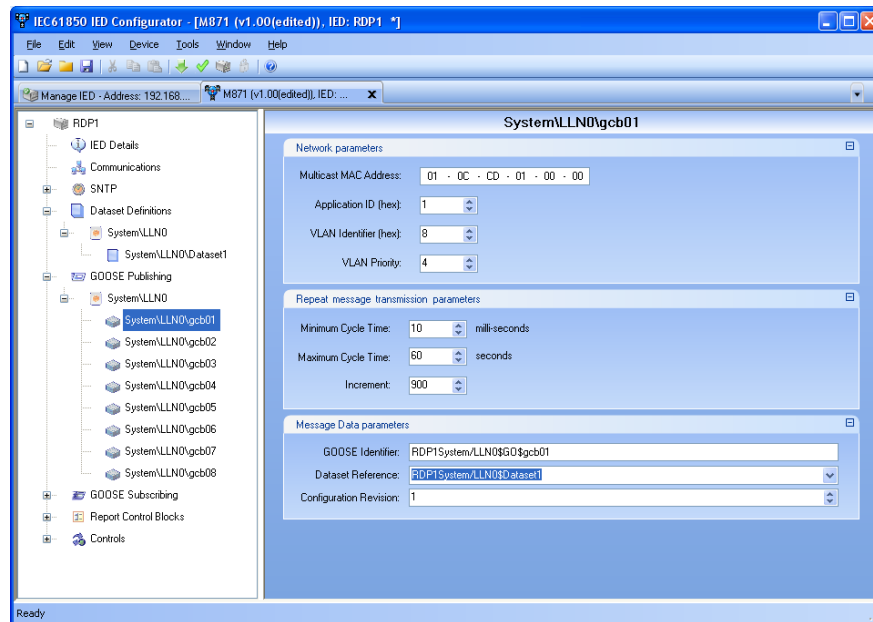 IEC61850 IED Configurator - [M871 (v1.00(edited)), IED: RDP1 *]
File Edit View Device Tools Window Help
Manage IED - Address: 192.168.... M871 (v1.00(edited)), IED: ... X
RDP1
IED Details
Communications
SNTP
Dataset Definitions
System\LLN0
System\LLN0\Dataset1
GOOSE Publishing
System\LLN0
System\LLN0\gcb01
System\LLN0\gcb02
System\LLN0\gcb03
System\LLN0\gcb04
System\LLN0\gcb05
System\LLN0\gcb06
System\LLN0\gcb07
System\LLN0\gcb08
GOOSE Subscribing
Report Control Blocks
Controls
System\LLN0\gcb01
Network parameters
Multicast MAC Address: 01 - 0C - CD - 01 - 00 - 00
Application ID (hex): 1
VLAN Identifier (hex): 8
VLAN Priority: 4
Repeat message transmission parameters
Minimum Cycle Time: 10 milli-seconds
Maximum Cycle Time: 60 seconds
Increment: 900
Message Data parameters
GOOSE Identifier: RDP1System/LLN0$GO$gcb01
Dataset Reference: RDP1System/LLN0$Dataset1
Configuration Revision: 1
Ready